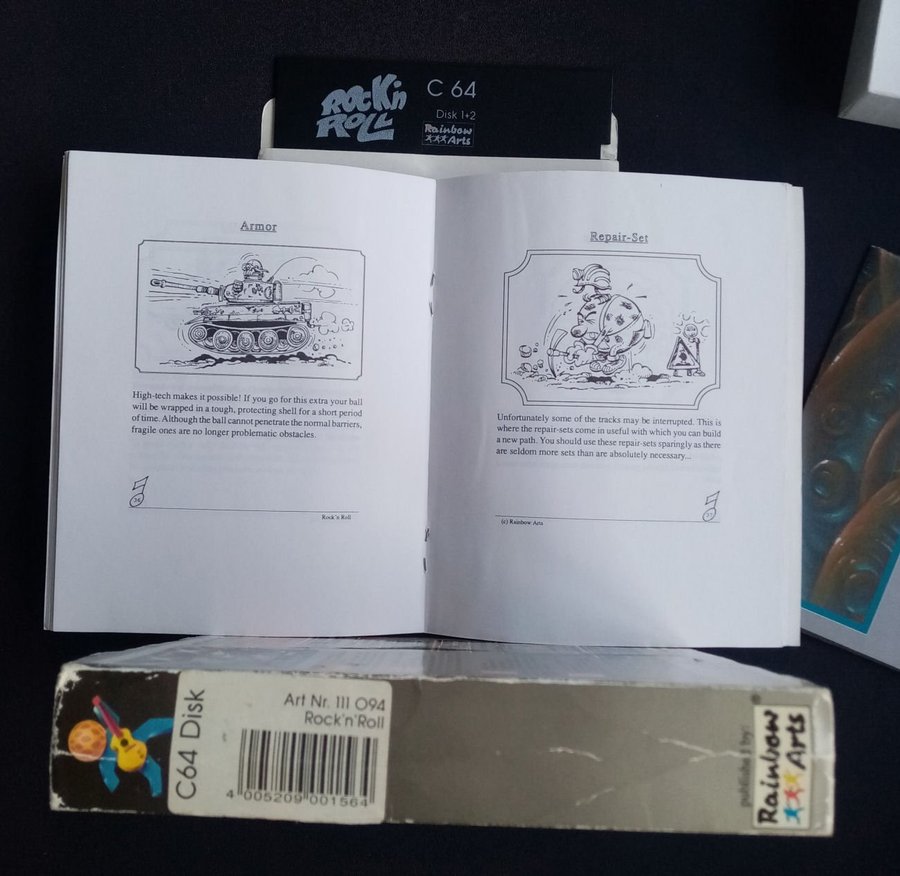 ROCK'n
ROLL
C 64
Disk 1+2
Rainbow
Arts
Armor
High-tech makes it possible! If you go for this extra your ball
will be wrapped in a tough, protecting shell for a short period
of time. Although the ball cannot penetrate the normal barriers,
fragile ones are no longer problematic obstacles.
36
Rock'n Roll
Repair-Set
Unfortunately some of the tracks may be interrupted. This is
where the repair-sets come in useful with which you can build
a new path. You should use these repair-sets sparingly as there
are seldom more sets than are absolutely necessary...
37
(c) Rainbow Arts
C64 Disk
Art Nr. 111 094
Rock'n'Roll
4 005209 001564
published by:
Rainbow
Arts